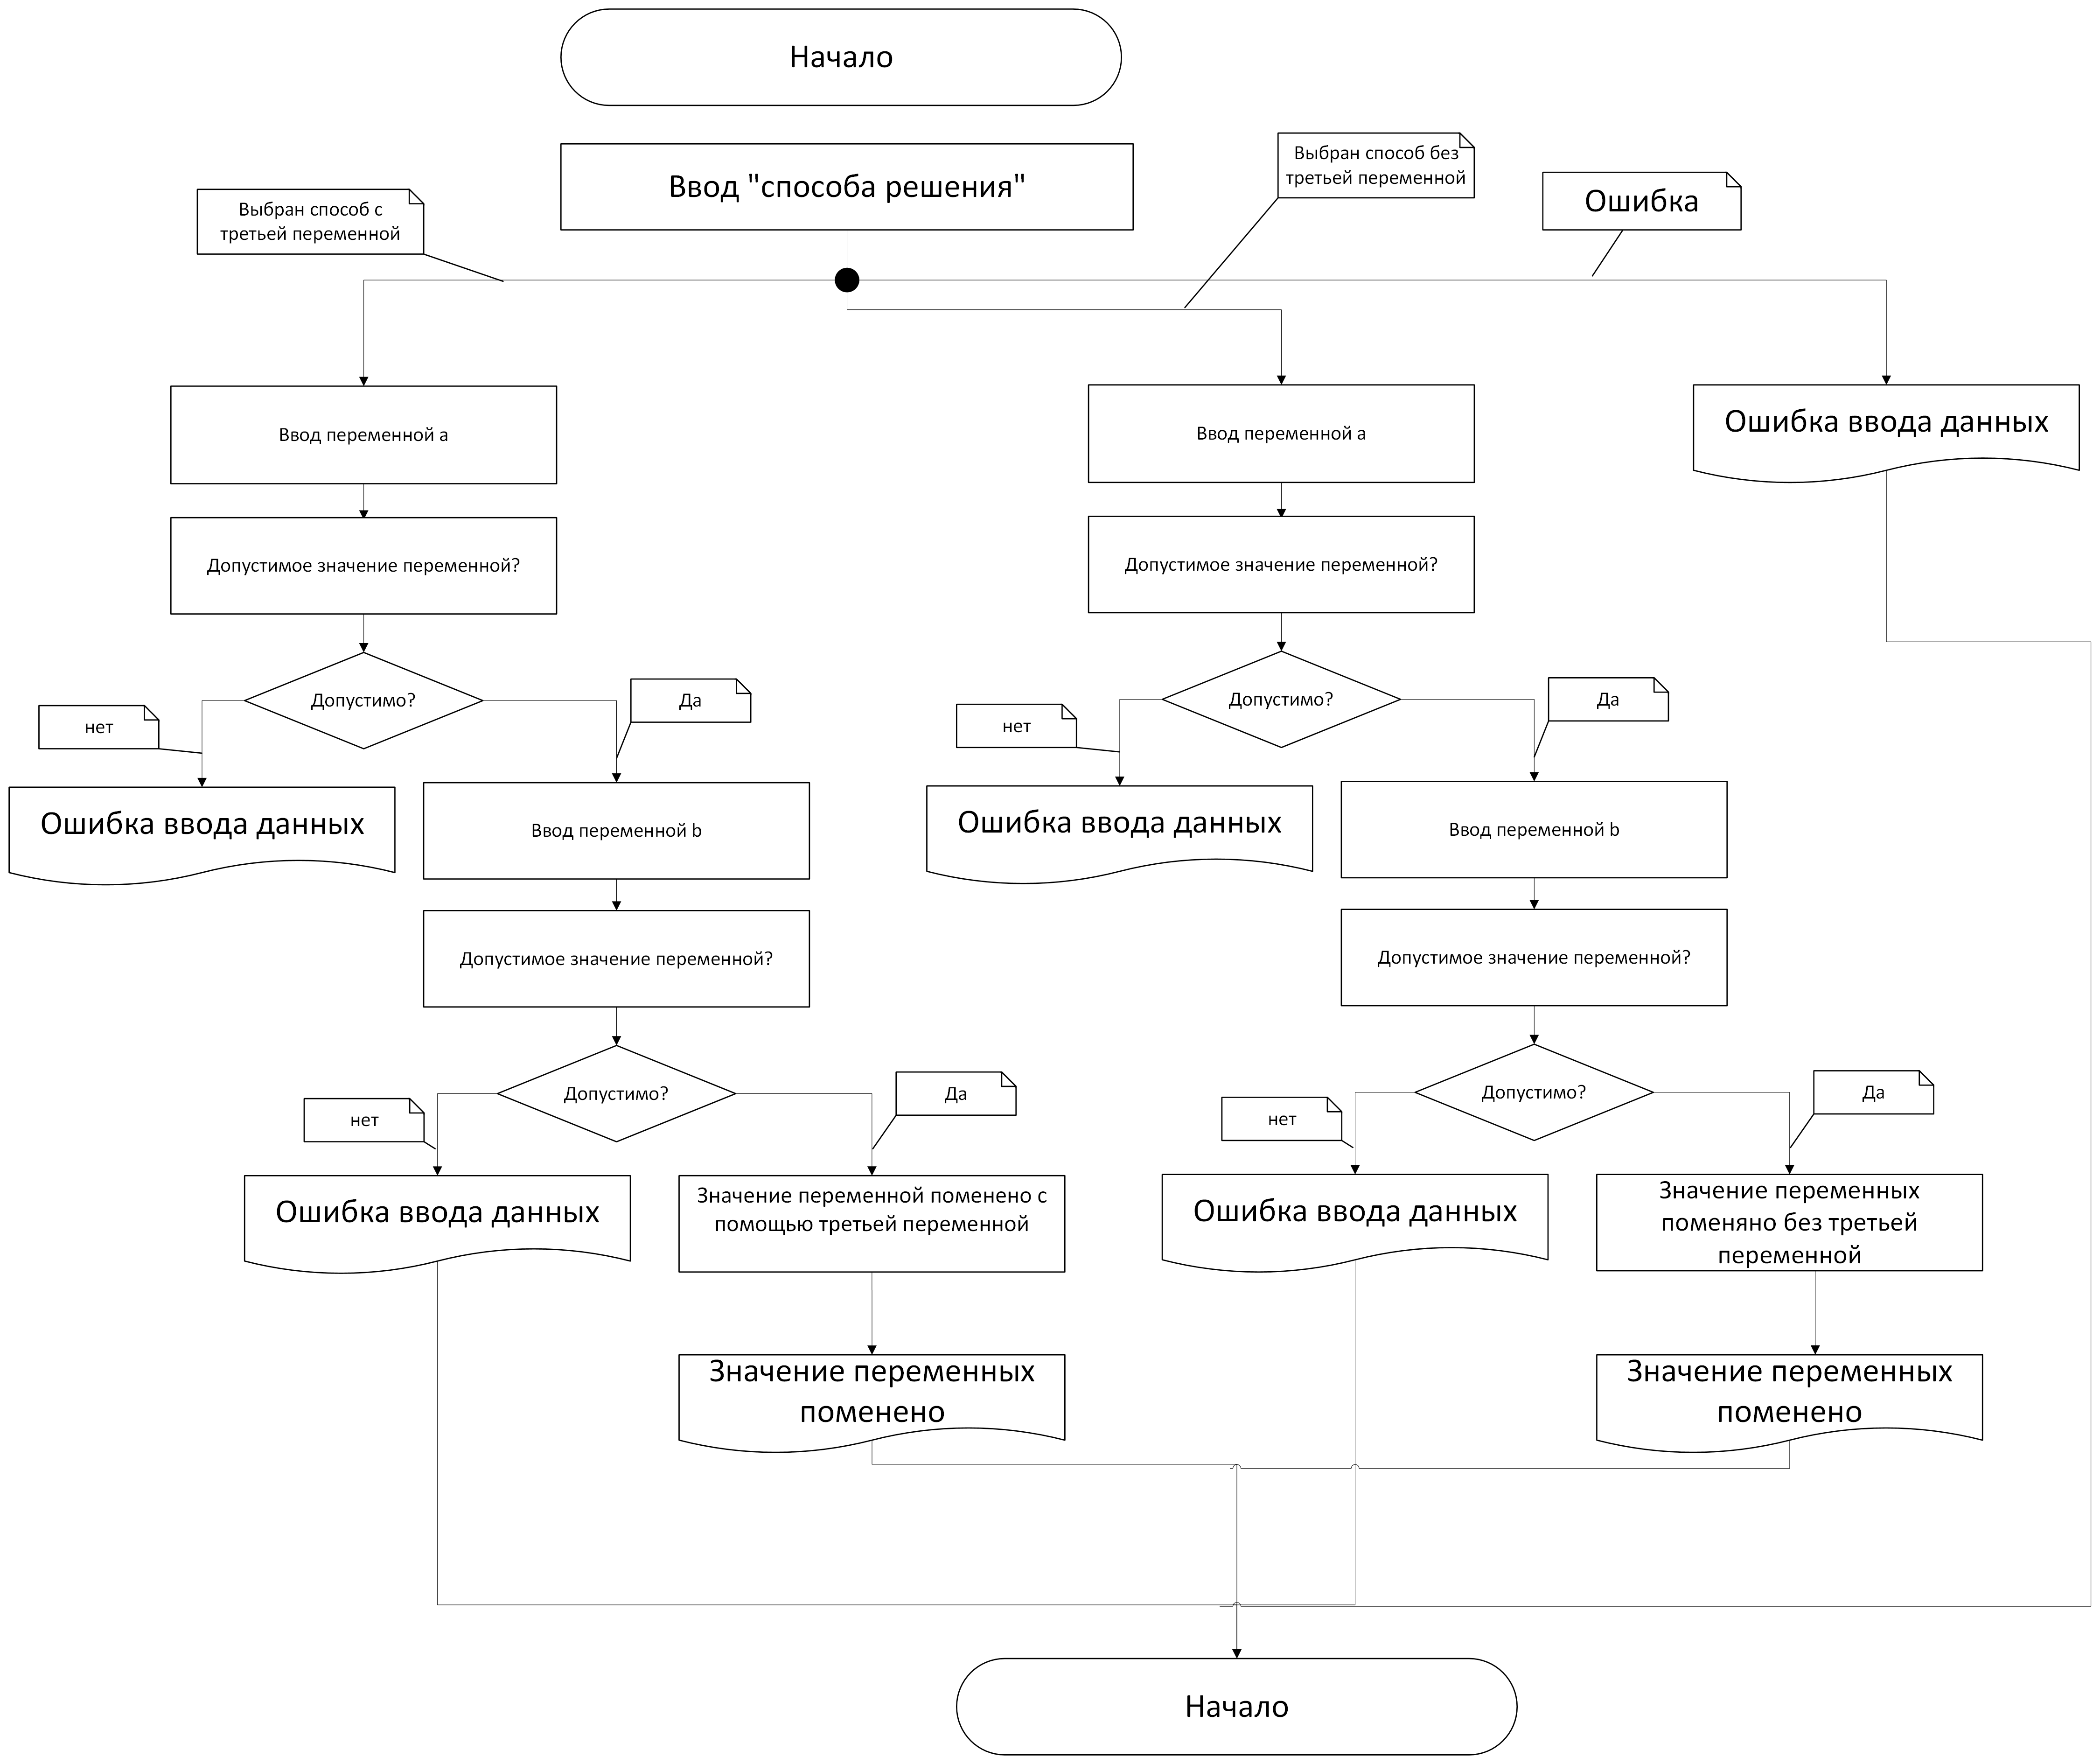 Начало
Ввод "способа решения"
Выбран способ без
третьей переменной
Ошибка
Выбран способ с
третьей переменной
Ввод переменной a
Ввод переменной a
Ошибка ввода данных
Допустимое значение переменной?
Допустимое значение переменной?
Допустимо?
Да
нет
Допустимо?
Да
нет
Ошибка ввода данных
Ввод переменной b
Ошибка ввода данных
Ввод переменной b
Допустимое значение переменной?
Допустимое значение переменной?
Допустимо?
Да
нет
Допустимо?
Да
нет
Ошибка ввода данных
Значение переменной поменено с
помощью третьей переменной
Ошибка ввода данных
Значение переменных
поменяно без третьей
переменной
Значение переменных
поменено
Значение переменных
поменено
Начало